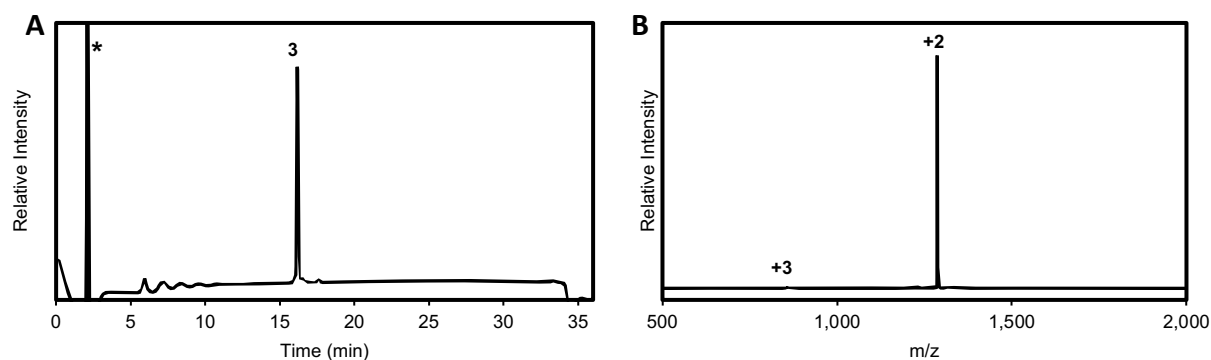 A
*
3
Relative Intensity
0 5 10 15 20 25 30 35
Time (min)
B
+2
+3
Relative Intensity
500 1,000 1,500 2,000
m/z